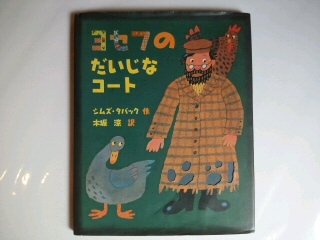 ヨセフの
だいじな
コート
シムズ・タバック 作
木坂 涼 訳